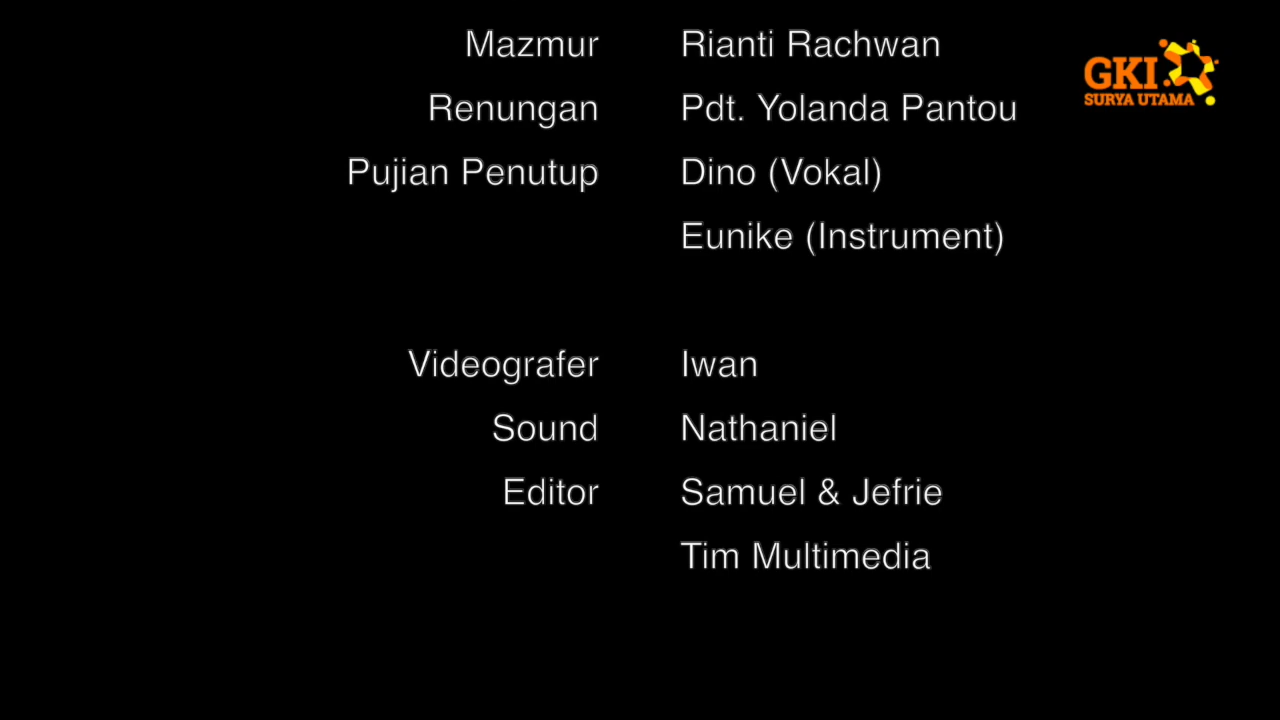 Mazmur Rianti Rachwan
Renungan Pdt. Yolanda Pantou
Pujian Penutup Dino (Vokal)
Eunike (Instrument)
Videografer Iwan
Sound Nathaniel
Editor Samuel & Jefrie
Tim Multimedia
GKI
SURYA UTAMA